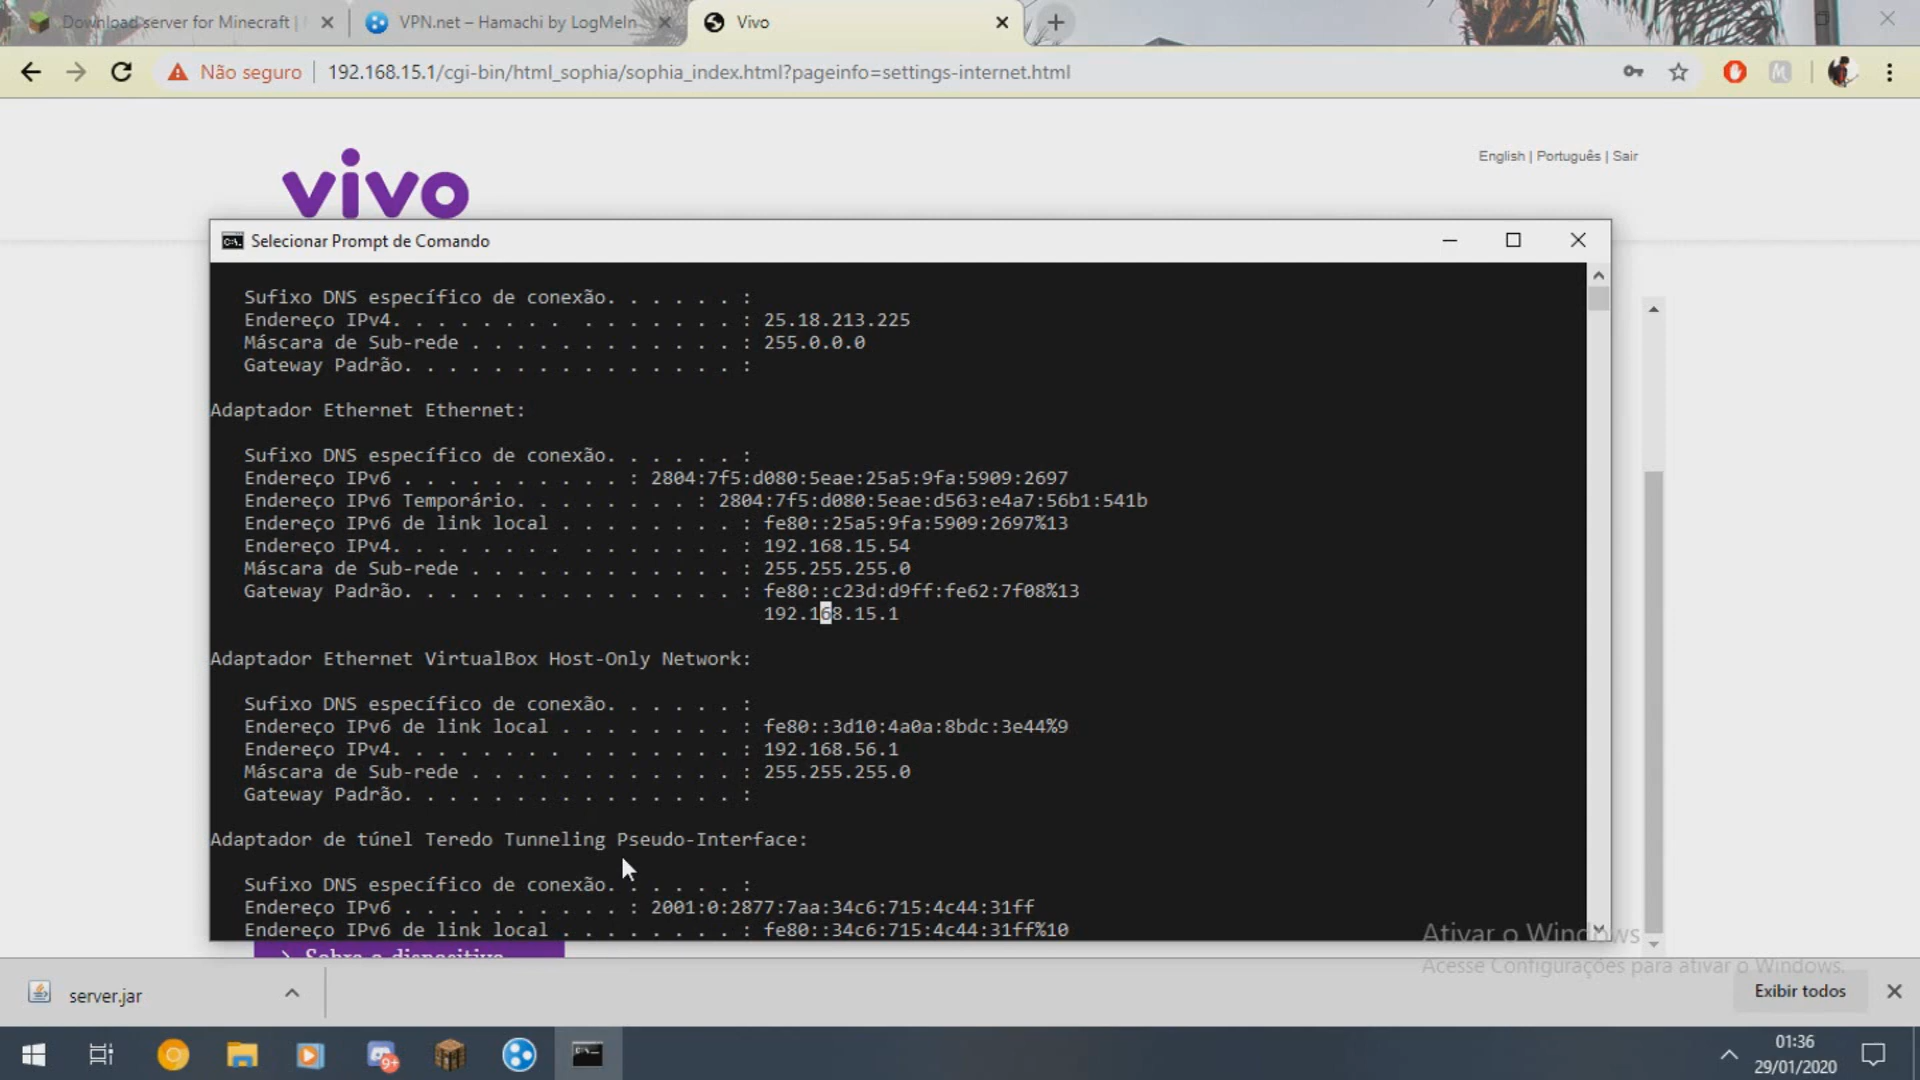 Download server for Minecraft |
VPN.net – Hamachi by LogMeIn
Vivo
Não seguro
192.168.15.1/cgi-bin/html_sophia/sophia_index.html?pageinfo=settings-internet.html
English | Português | Sair
vivo
Selecionar Prompt de Comando
Sufixo DNS específico de conexão. . . . . . :
Endereço IPv4. . . . . . . .  . . . . . . . : 25.18.213.225
Máscara de Sub-rede . . . . . . . . . . . . : 255.0.0.0
Gateway Padrão. . . . . . . . . . . . . . . :
Adaptador Ethernet Ethernet:
Sufixo DNS específico de conexão. . . . . . :
Endereço IPv6 . . . . . . . . . . : 2804:7f5:d080:5eae:25a5:9fa:5909:2697
Endereço IPv6 Temporário. . . . . . . . : 2804:7f5:d080:5eae:d563:e4a7:56b1:541b
Endereço IPv6 de link local . . . . . . . . : fe80::25a5:9fa:5909:2697%13
Endereço IPv4. . . . . . . .  . . . . . . . : 192.168.15.54
Máscara de Sub-rede . . . . . . . . . . . . : 255.255.255.0
Gateway Padrão. . . . . . . . . . . . . . . : fe80::c23d:d9ff:fe62:7f08%13
192.168.15.1
Adaptador Ethernet VirtualBox Host-Only Network:
Sufixo DNS específico de conexão. . . . . . :
Endereço IPv6 de link local . . . . . . . . : fe80::3d10:4a0a:8bdc:3e44%9
Endereço IPv4. . . . . . . .  . . . . . . . : 192.168.56.1
Máscara de Sub-rede . . . . . . . . . . . . : 255.255.255.0
Gateway Padrão. . . . . . . . . . . . . . . :
Adaptador de túnel Teredo Tunneling Pseudo-Interface:
Sufixo DNS específico de conexão. . . . . . :
Endereço IPv6 . . . . . . . . . . : 2001:0:2877:7aa:34c6:715:4c44:31ff
Endereço IPv6 de link local . . . . . . . . : fe80::34c6:715:4c44:31ff%10
Sobre o dispositivo
Ativar o Windows
Acesse Configurações para ativar o Windows.
server.jar
Exibir todos
9+
01:36
29/01/2020